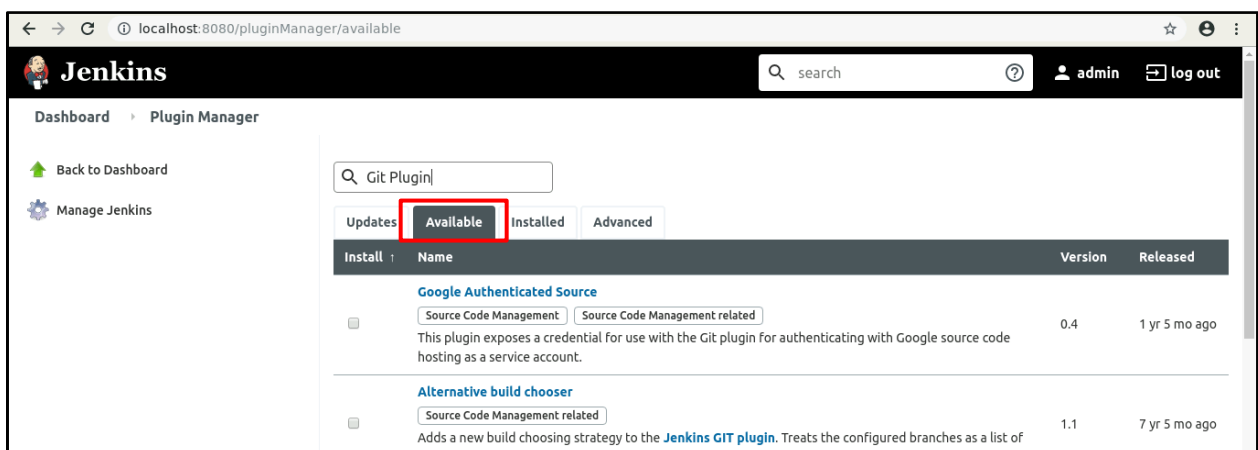 localhost:8080/pluginManager/available
Jenkins
search
admin
log out
Dashboard
Plugin Manager
Back to Dashboard
Manage Jenkins
Git Plugin
Updates
Available
Installed
Advanced
Install ↑
Name
Version
Released
Google Authenticated Source
Source Code Management
Source Code Management related
This plugin exposes a credential for use with the Git plugin for authenticating with Google source code
hosting as a service account.
0.4
1 yr 5 mo ago
Alternative build chooser
Source Code Management related
Adds a new build choosing strategy to the Jenkins GIT plugin. Treats the configured branches as a list of
1.1
7 yr 5 mo ago